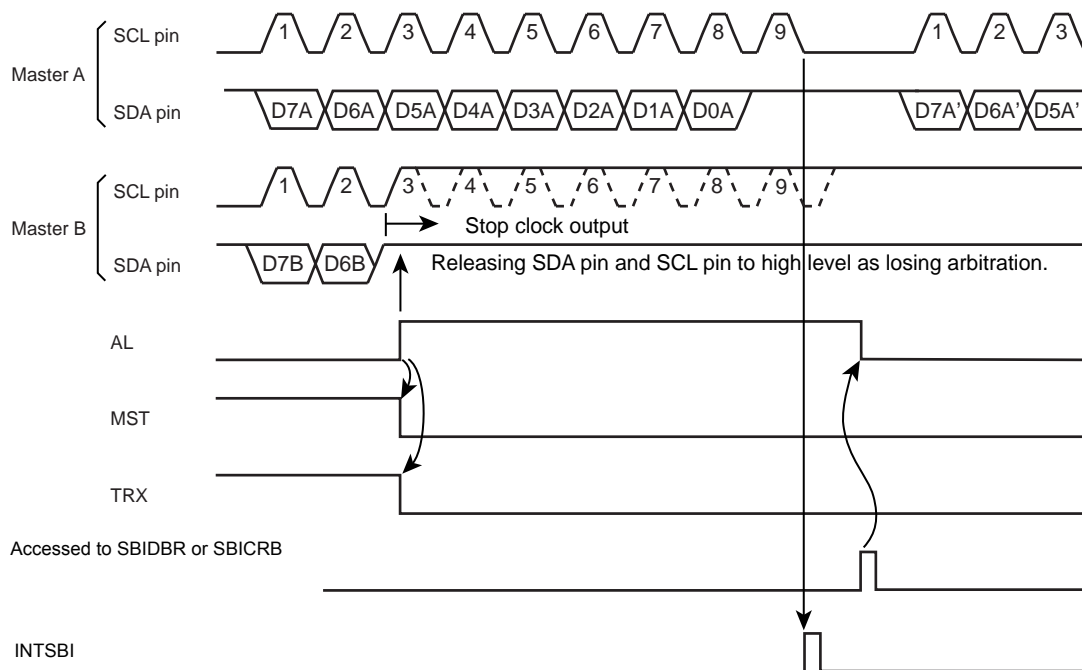 SCL pin 1 2 3 4 5 6 7 8 9 1 2 3
Master A
SDA pin D7A D6A D5A D4A D3A D2A D1A D0A D7A' D6A' D5A'
SCL pin 1 2 3 4 5 6 7 8 9
Master B
Stop clock output
SDA pin D7B D6B
Releasing SDA pin and SCL pin to high level as losing arbitration.
AL
MST
TRX
Accessed to SBIDBR or SBICRB
INTSBI